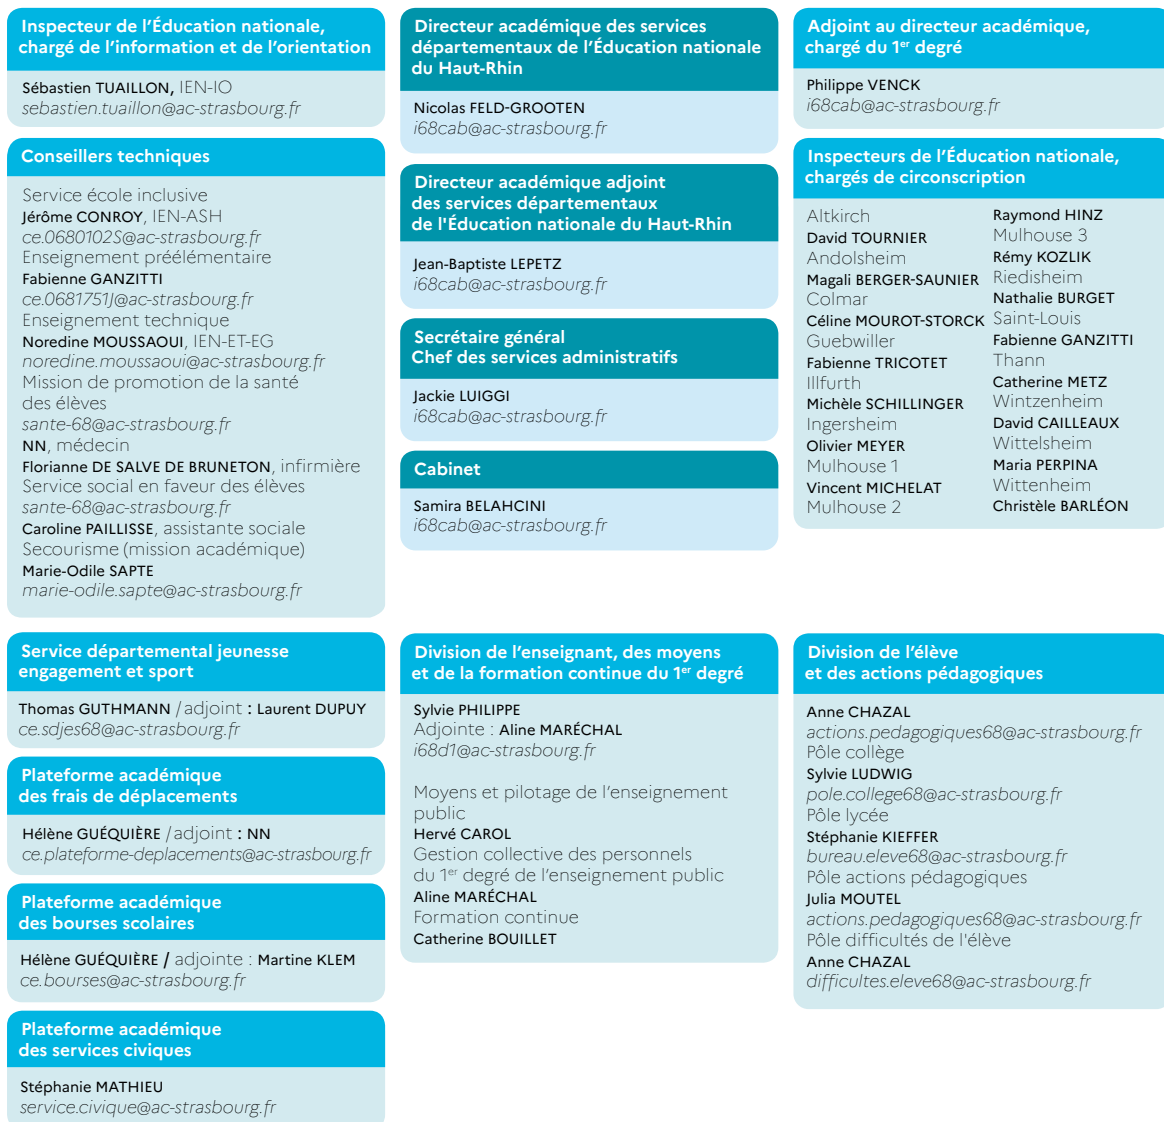 Inspecteur de l’Éducation nationale,
chargé de l’information et de l’orientation
Sébastien TUAILLON, IEN-IO
sebastien.tuaillon@ac-strasbourg.fr
Conseillers techniques
Service école inclusive
Jérôme CONROY, IEN-ASH
ce.0680102S@ac-strasbourg.fr
Enseignement préélémentaire
Fabienne GANZITTI
ce.0681751J@ac-strasbourg.fr
Enseignement technique
Noredine MOUSSAOUI, IEN-ET-EG
noredine.moussaoui@ac-strasbourg.fr
Mission de promotion de la santé
des élèves
sante-68@ac-strasbourg.fr
NN, médecin
Florianne DE SALVE DE BRUNETON, infirmière
Service social en faveur des élèves
sante-68@ac-strasbourg.fr
Caroline PAILLISSE, assistante sociale
Secourisme (mission académique)
Marie-Odile SAPTE
marie-odile.sapte@ac-strasbourg.fr
Directeur académique des services
départementaux de l’Éducation nationale
du Haut-Rhin
Nicolas FELD-GROOTEN
i68cab@ac-strasbourg.fr
Directeur académique adjoint
des services départementaux
de l'Éducation nationale du Haut-Rhin
Jean-Baptiste LEPETZ
i68cab@ac-strasbourg.fr
Secrétaire général
Chef des services administratifs
Jackie LUIGGI
i68cab@ac-strasbourg.fr
Cabinet
Samira BELAHCINI
i68cab@ac-strasbourg.fr
Adjoint au directeur académique,
chargé du 1er degré
Philippe VENCK
i68cab@ac-strasbourg.fr
Inspecteurs de l’Éducation nationale,
chargés de circonscription
Altkirch
David TOURNIER
Andolsheim
Magali BERGER-SAUNIER
Colmar
Céline MOUROT-STORCK
Guebwiller
Fabienne TRICOTET
Illfurth
Michèle SCHILLINGER
Ingersheim
Olivier MEYER
Mulhouse 1
Vincent MICHELAT
Mulhouse 2
Raymond HINZ
Mulhouse 3
Rémy KOZLIK
Riedisheim
Nathalie BURGET
Saint-Louis
Fabienne GANZITTI
Thann
Catherine METZ
Wintzenheim
David CAILLEAUX
Wittelsheim
Maria PERPINA
Wittenheim
Christèle BARLÉON
Service départemental jeunesse
engagement et sport
Thomas GUTHMANN / adjoint : Laurent DUPUY
ce.sdjes68@ac-strasbourg.fr
Plateforme académique
des frais de déplacements
Hélène GUÉQUIÈRE / adjoint : NN
ce.plateforme-deplacements@ac-strasbourg.fr
Plateforme académique
des bourses scolaires
Hélène GUÉQUIÈRE / adjointe : Martine KLEM
ce.bourses@ac-strasbourg.fr
Plateforme académique
des services civiques
Stéphanie MATHIEU
service.civique@ac-strasbourg.fr
Division de l’enseignant, des moyens
et de la formation continue du 1er degré
Sylvie PHILIPPE
Adjointe : Aline MARÉCHAL
i68d1@ac-strasbourg.fr
Moyens et pilotage de l’enseignement
public
Hervé CAROL
Gestion collective des personnels
du 1er degré de l’enseignement public
Aline MARÉCHAL
Formation continue
Catherine BOUILLET
Division de l’élève
et des actions pédagogiques
Anne CHAZAL
actions.pedagogiques68@ac-strasbourg.fr
Pôle collège
Sylvie LUDWIG
pole.college68@ac-strasbourg.fr
Pôle lycée
Stéphanie KIEFFER
bureau.eleve68@ac-strasbourg.fr
Pôle actions pédagogiques
Julia MOUTEL
actions.pedagogiques68@ac-strasbourg.fr
Pôle difficultés de l'élève
Anne CHAZAL
difficultes.eleve68@ac-strasbourg.fr